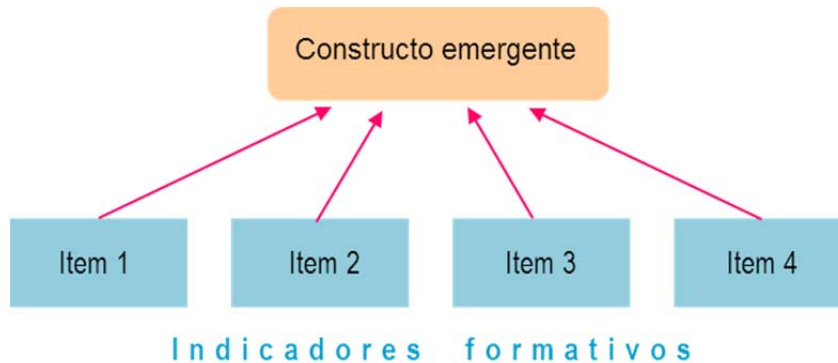 Constructo emergente
Item 1 Item 2 Item 3 Item 4
Indicadores formativos